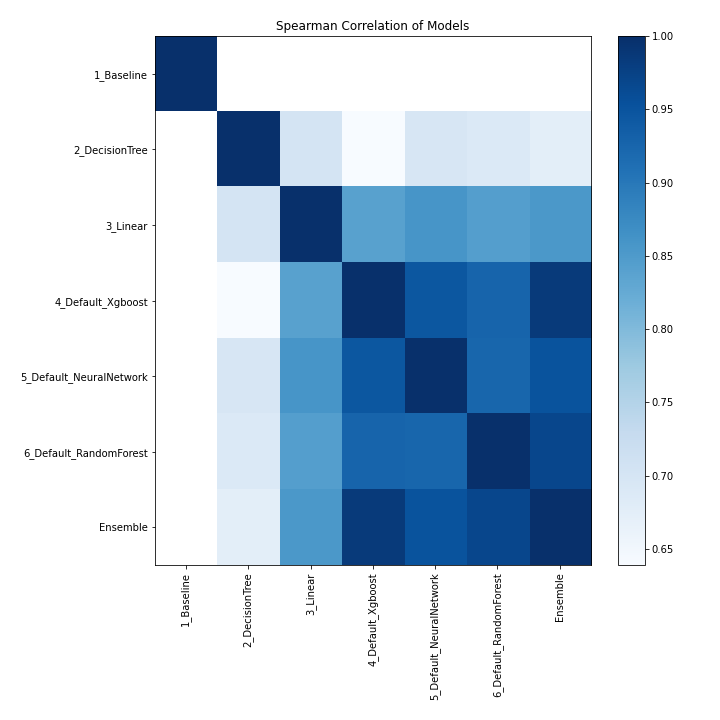 Spearman Correlation of Models
1_Baseline
2_DecisionTree
3_Linear
4_Default_Xgboost
5_Default_NeuralNetwork
6_Default_RandomForest
Ensemble
1_Baseline
2_DecisionTree
3_Linear
4_Default_Xgboost
5_Default_NeuralNetwork
6_Default_RandomForest
Ensemble
1.00
0.95
0.90
0.85
0.80
0.75
0.70
0.65